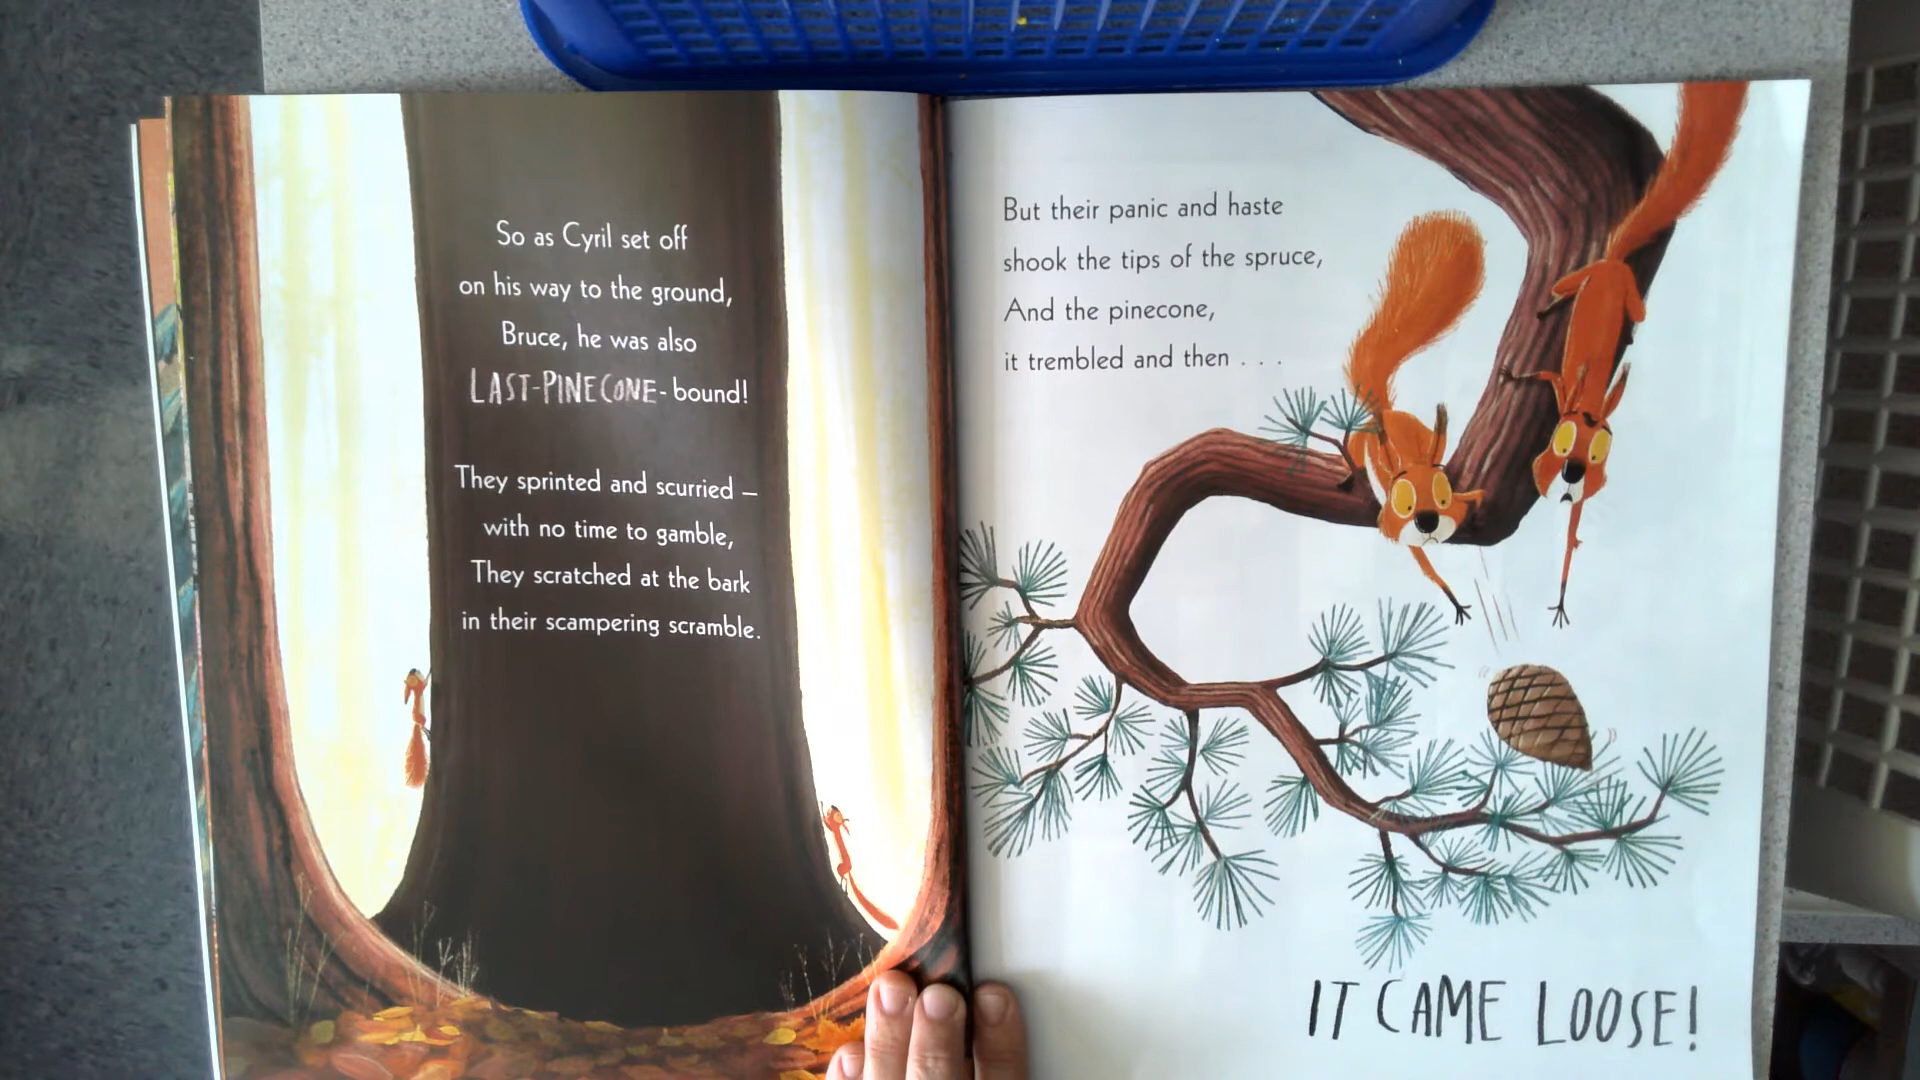 So as Cyril set off
on his way to the ground,
Bruce, he was also
LAST-PINECONE-bound!
They sprinted and scurried –
with no time to gamble,
They scratched at the bark
in their scampering scramble.
But their panic and haste
shook the tips of the spruce,
And the pinecone,
it trembled and then . . .
IT CAME LOOSE!